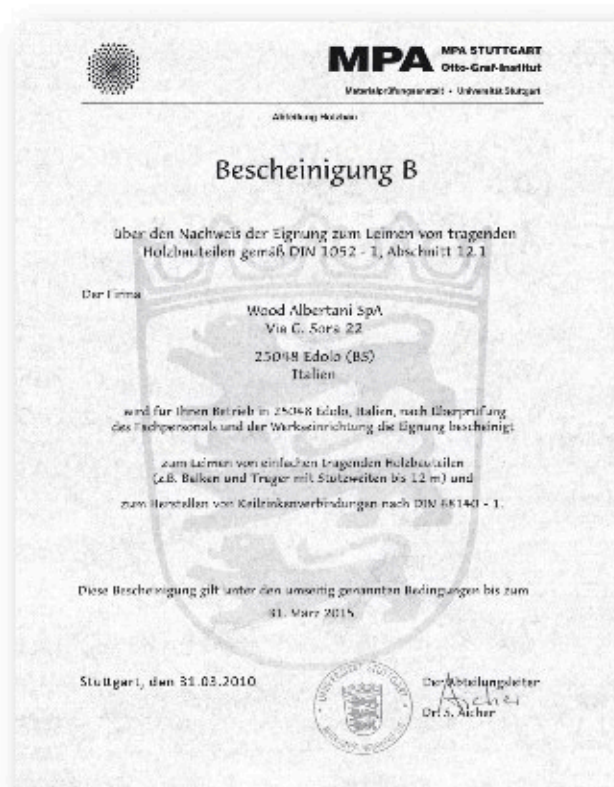 MPA MPA STUTTGART
Otto-Graf-Institut
Materialprüfungsanstalt • Universität Stuttgart
Abteilung Holzbau
Bescheinigung B
über den Nachweis der Eignung zum Leimen von tragenden
Holzbauteilen gemäß DIN 1052 - 1, Abschnitt 12.1
Der Firma
Wood Albertani SpA
Via G. Sora 22
25048 Edolo (BS)
Italien
wird für Ihren Betrieb in 25048 Edolo, Italien, nach Überprüfung
des Fachpersonals und der Werkseinrichtung die Eignung bescheinigt
zum Leimen von einfachen tragenden Holzbauteilen
(z.B. Balken und Träger mit Stützweiten bis 12 m) und
zum Herstellen von Keilzinkenverbindungen nach DIN 68140 - 1.
Diese Bescheinigung gilt unter den umseitig genannten Bedingungen bis zum
31. März 2015
Stuttgart, den 31.03.2010
Der Abteilungsleiter
Aicher
Dr. S. Aicher
UNIVERSITÄT STUTTGART